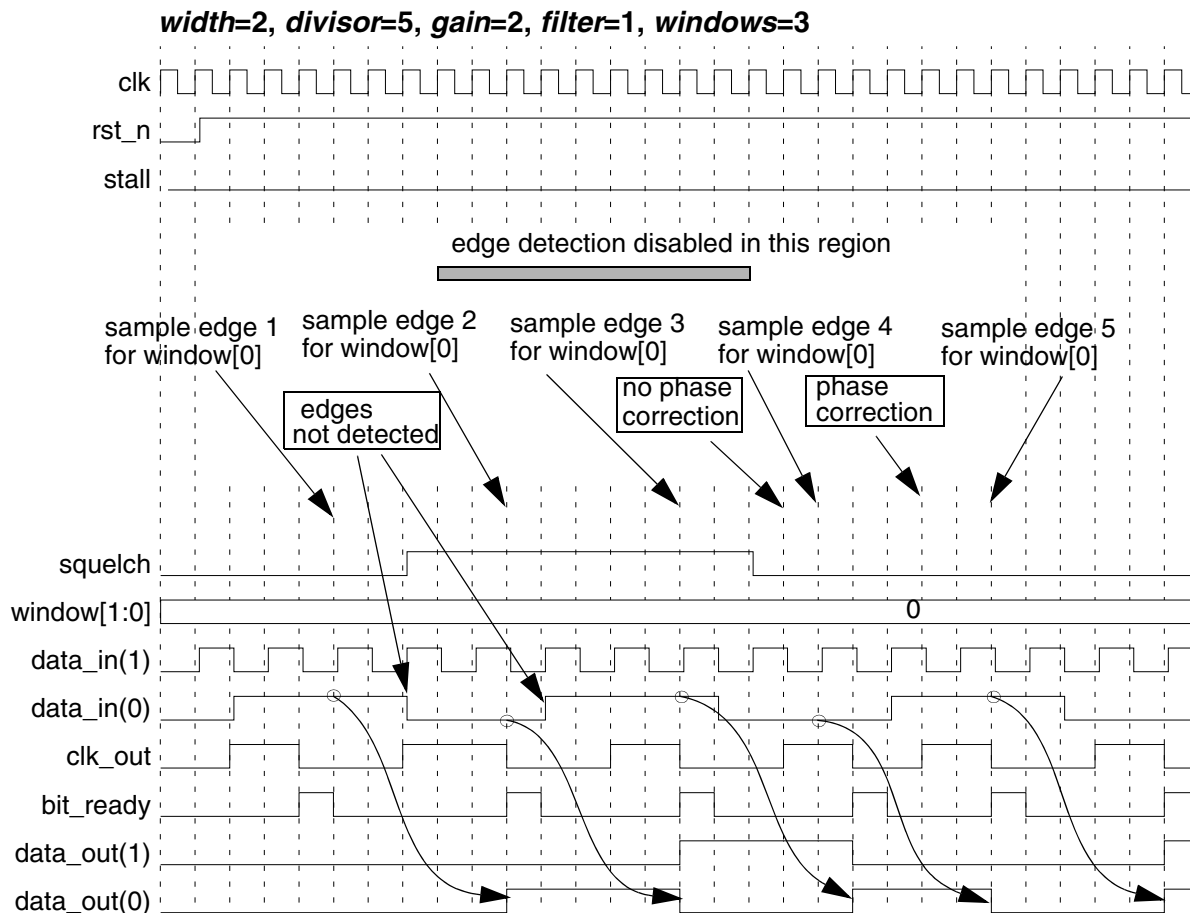 width=2, divisor=5, gain=2, filter=1, windows=3
clk
rst_n
stall
edge detection disabled in this region
sample edge 1
for window[0]
sample edge 2
for window[0]
sample edge 3
for window[0]
sample edge 4
for window[0]
sample edge 5
for window[0]
edges
not detected
no phase
correction
phase
correction
squelch
window[1:0]
0
data_in(1)
data_in(0)
clk_out
bit_ready
data_out(1)
data_out(0)